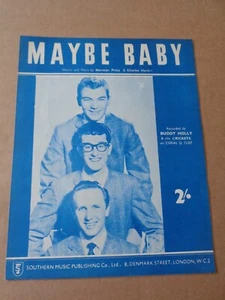 MAYBE BABY
Words and Music by Norman Petty & Charles Hardin
Recorded by
BUDDY HOLLY
& the CRICKETS
on CORAL Q.
2/-
S
SOUTHERN MUSIC PUBLISHING Co., Ltd., 8, DENMARK STREET, LONDON, W.C.2